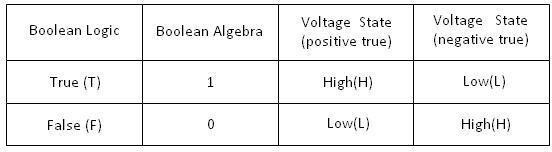 Boolean Logic
Boolean Algebra
Voltage State
(positive true)
Voltage State
(negative true)
True (T)
1
High(H)
Low(L)
False (F)
0
Low(L)
High(H)